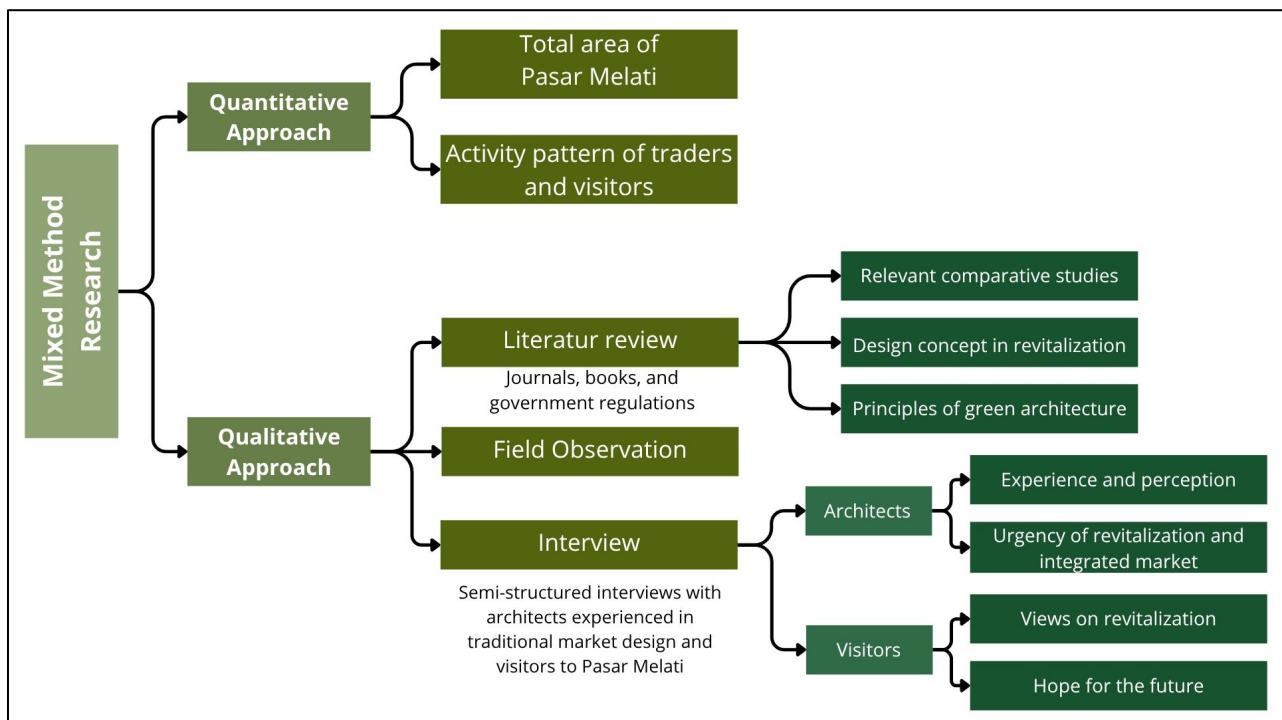 Mixed Method
Research
Quantitative
Approach
Total area of
Pasar Melati
Activity pattern of traders
and visitors
Qualitative
Approach
Literatur review
Journals, books, and
government regulations
Relevant comparative studies
Design concept in revitalization
Principles of green architecture
Field Observation
Interview
Semi-structured interviews with
architects experienced in
traditional market design and
visitors to Pasar Melati
Architects
Experience and perception
Urgency of revitalization and
integrated market
Visitors
Views on revitalization
Hope for the future